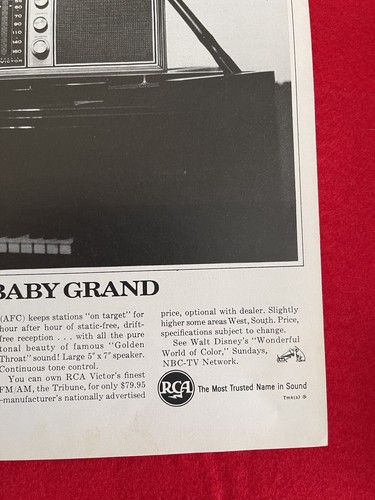 VICTOR
BABY GRAND
(AFC) keeps stations "on target" for
hour after hour of static-free, drift-
free reception . . . with all the pure
tonal beauty of famous "Golden
Throat" sound! Large 5" x 7" speaker.
Continuous tone control.
You can own RCA Victor's finest
FM/AM, the Tribune, for only $79.95
-manufacturer's nationally advertised
price, optional with dealer. Slightly
higher some areas West, South. Price,
specifications subject to change.
See Walt Disney's "Wonderful
World of Color," Sundays,
NBC-TV Network.
RCA The Most Trusted Name in Sound
Tmk(s) ®